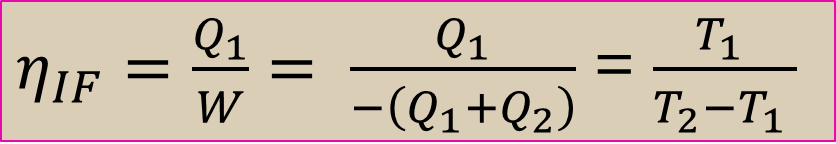 η_IF = Q₁/W = Q₁/−(Q₁+Q₂) = T₁/T₂−T₁